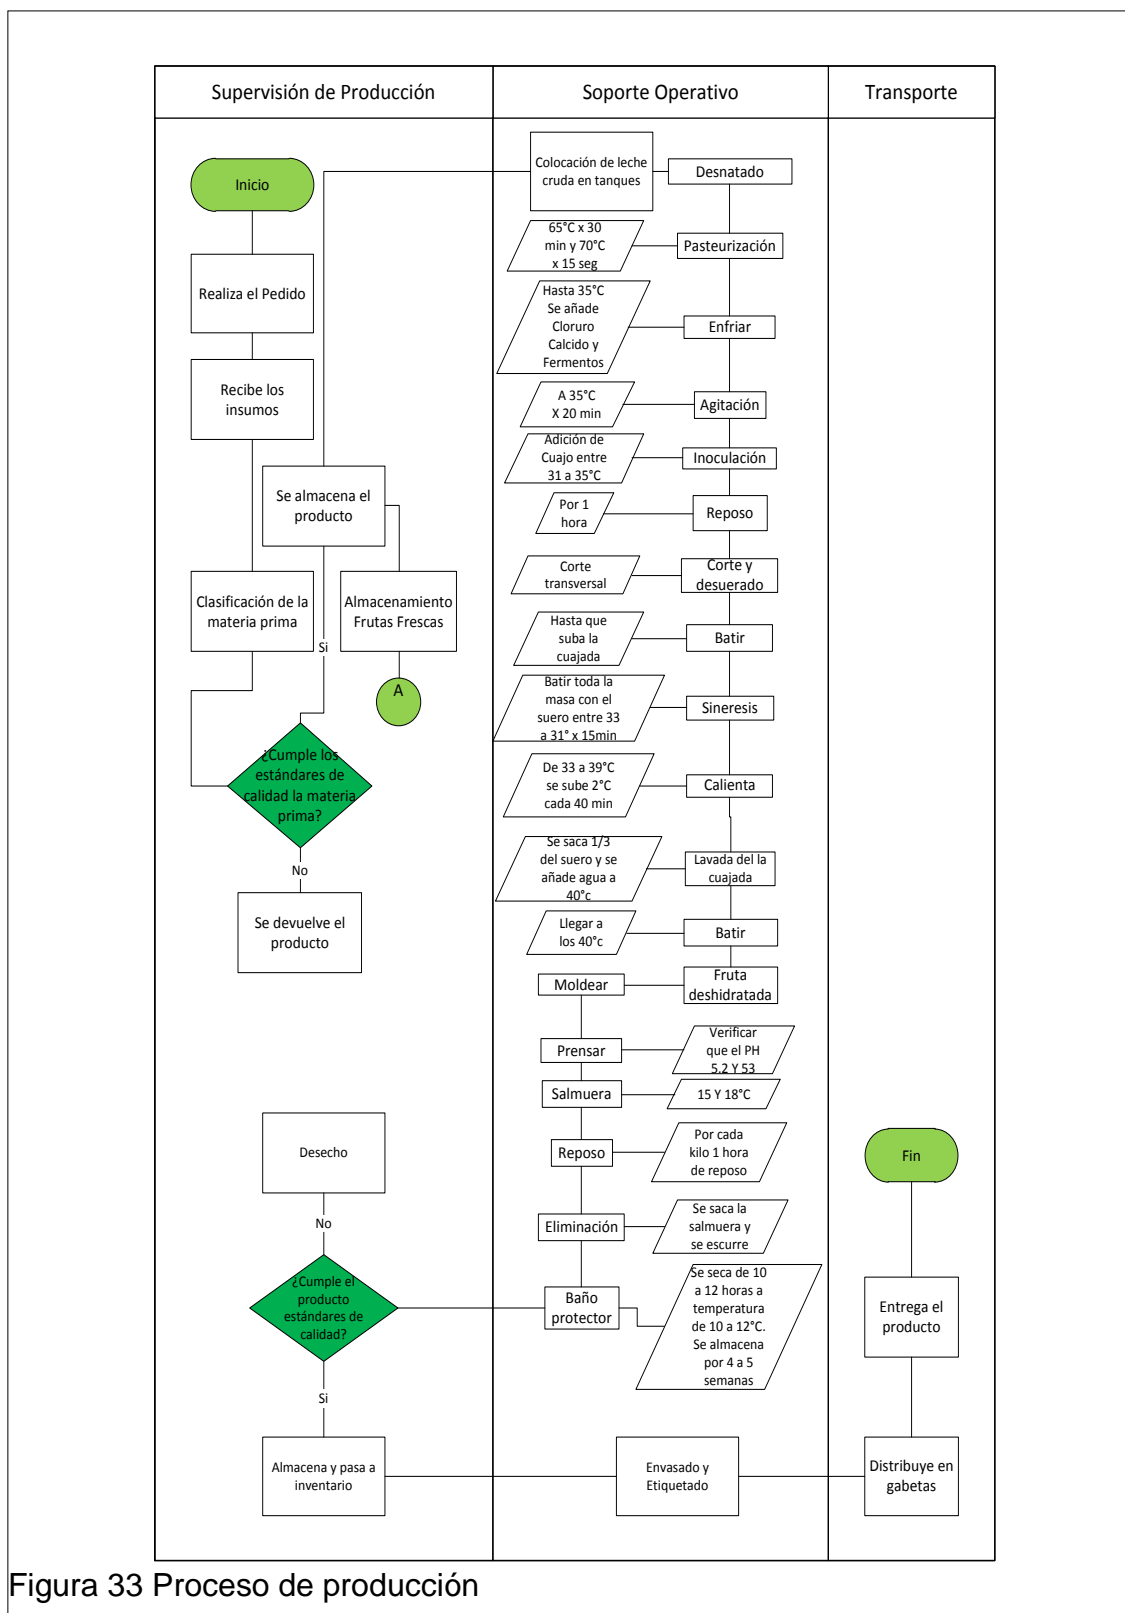 Supervisión de Producción
Soporte Operativo
Transporte
Inicio
Realiza el Pedido
Recibe los
insumos
Se almacena el
producto
Clasificación de la
materia prima
Almacenamiento
Frutas Frescas
Si
A
¿Cumple los
estándares de
calidad la materia
prima?
No
Se devuelve el
producto
Colocación de leche
cruda en tanques
Desnatado
65°C x 30
min y 70°C
x 15 seg
Pasteurización
Hasta 35°C
Se añade
Cloruro
Calcido y
Fermentos
Enfriar
A 35°C
X 20 min
Agitación
Adición de
Cuajo entre
31 a 35°C
Inoculación
Por 1
hora
Reposo
Corte
transversal
Corte y
desuerado
Hasta que
suba la
cuajada
Batir
Batir toda la
masa con el
suero entre 33
a 31° x 15min
Sineresis
De 33 a 39°C
se sube 2°C
cada 40 min
Calienta
Se saca 1/3
del suero y se
añade agua a
40°c
Lavada del la
cuajada
Llegar a
los 40°c
Batir
Fruta
deshidratada
Moldear
Prensar
Verificar
que el PH
5.2 Y 53
Salmuera
15 Y 18°C
Reposo
Por cada
kilo 1 hora
de reposo
Eliminación
Se saca la
salmuera y
se escurre
Baño
protector
Se seca de 10
a 12 horas a
temperatura
de 10 a 12°C.
Se almacena
por 4 a 5
semanas
Desecho
No
¿Cumple el
producto
estándares de
calidad?
Si
Almacena y pasa a
inventario
Envasado y
Etiquetado
Distribuye en
gabetas
Entrega el
producto
Fin
Figura 33 Proceso de producción